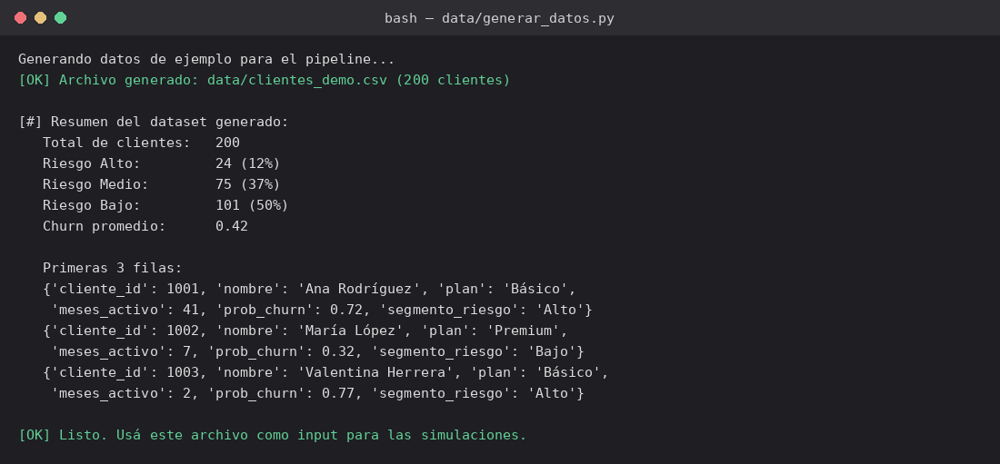 bash — data/generar_datos.py
Generando datos de ejemplo para el pipeline...
[OK] Archivo generado: data/clientes_demo.csv (200 clientes)
[#] Resumen del dataset generado:
Total de clientes:   200
Riesgo Alto:         24 (12%)
Riesgo Medio:        75 (37%)
Riesgo Bajo:         101 (50%)
Churn promedio:      0.42
Primeras 3 filas:
{'cliente_id': 1001, 'nombre': 'Ana Rodríguez', 'plan': 'Básico',
'meses_activo': 41, 'prob_churn': 0.72, 'segmento_riesgo': 'Alto'}
{'cliente_id': 1002, 'nombre': 'María López', 'plan': 'Premium',
'meses_activo': 7, 'prob_churn': 0.32, 'segmento_riesgo': 'Bajo'}
{'cliente_id': 1003, 'nombre': 'Valentina Herrera', 'plan': 'Básico',
'meses_activo': 2, 'prob_churn': 0.77, 'segmento_riesgo': 'Alto'}
[OK] Listo. Usá este archivo como input para las simulaciones.